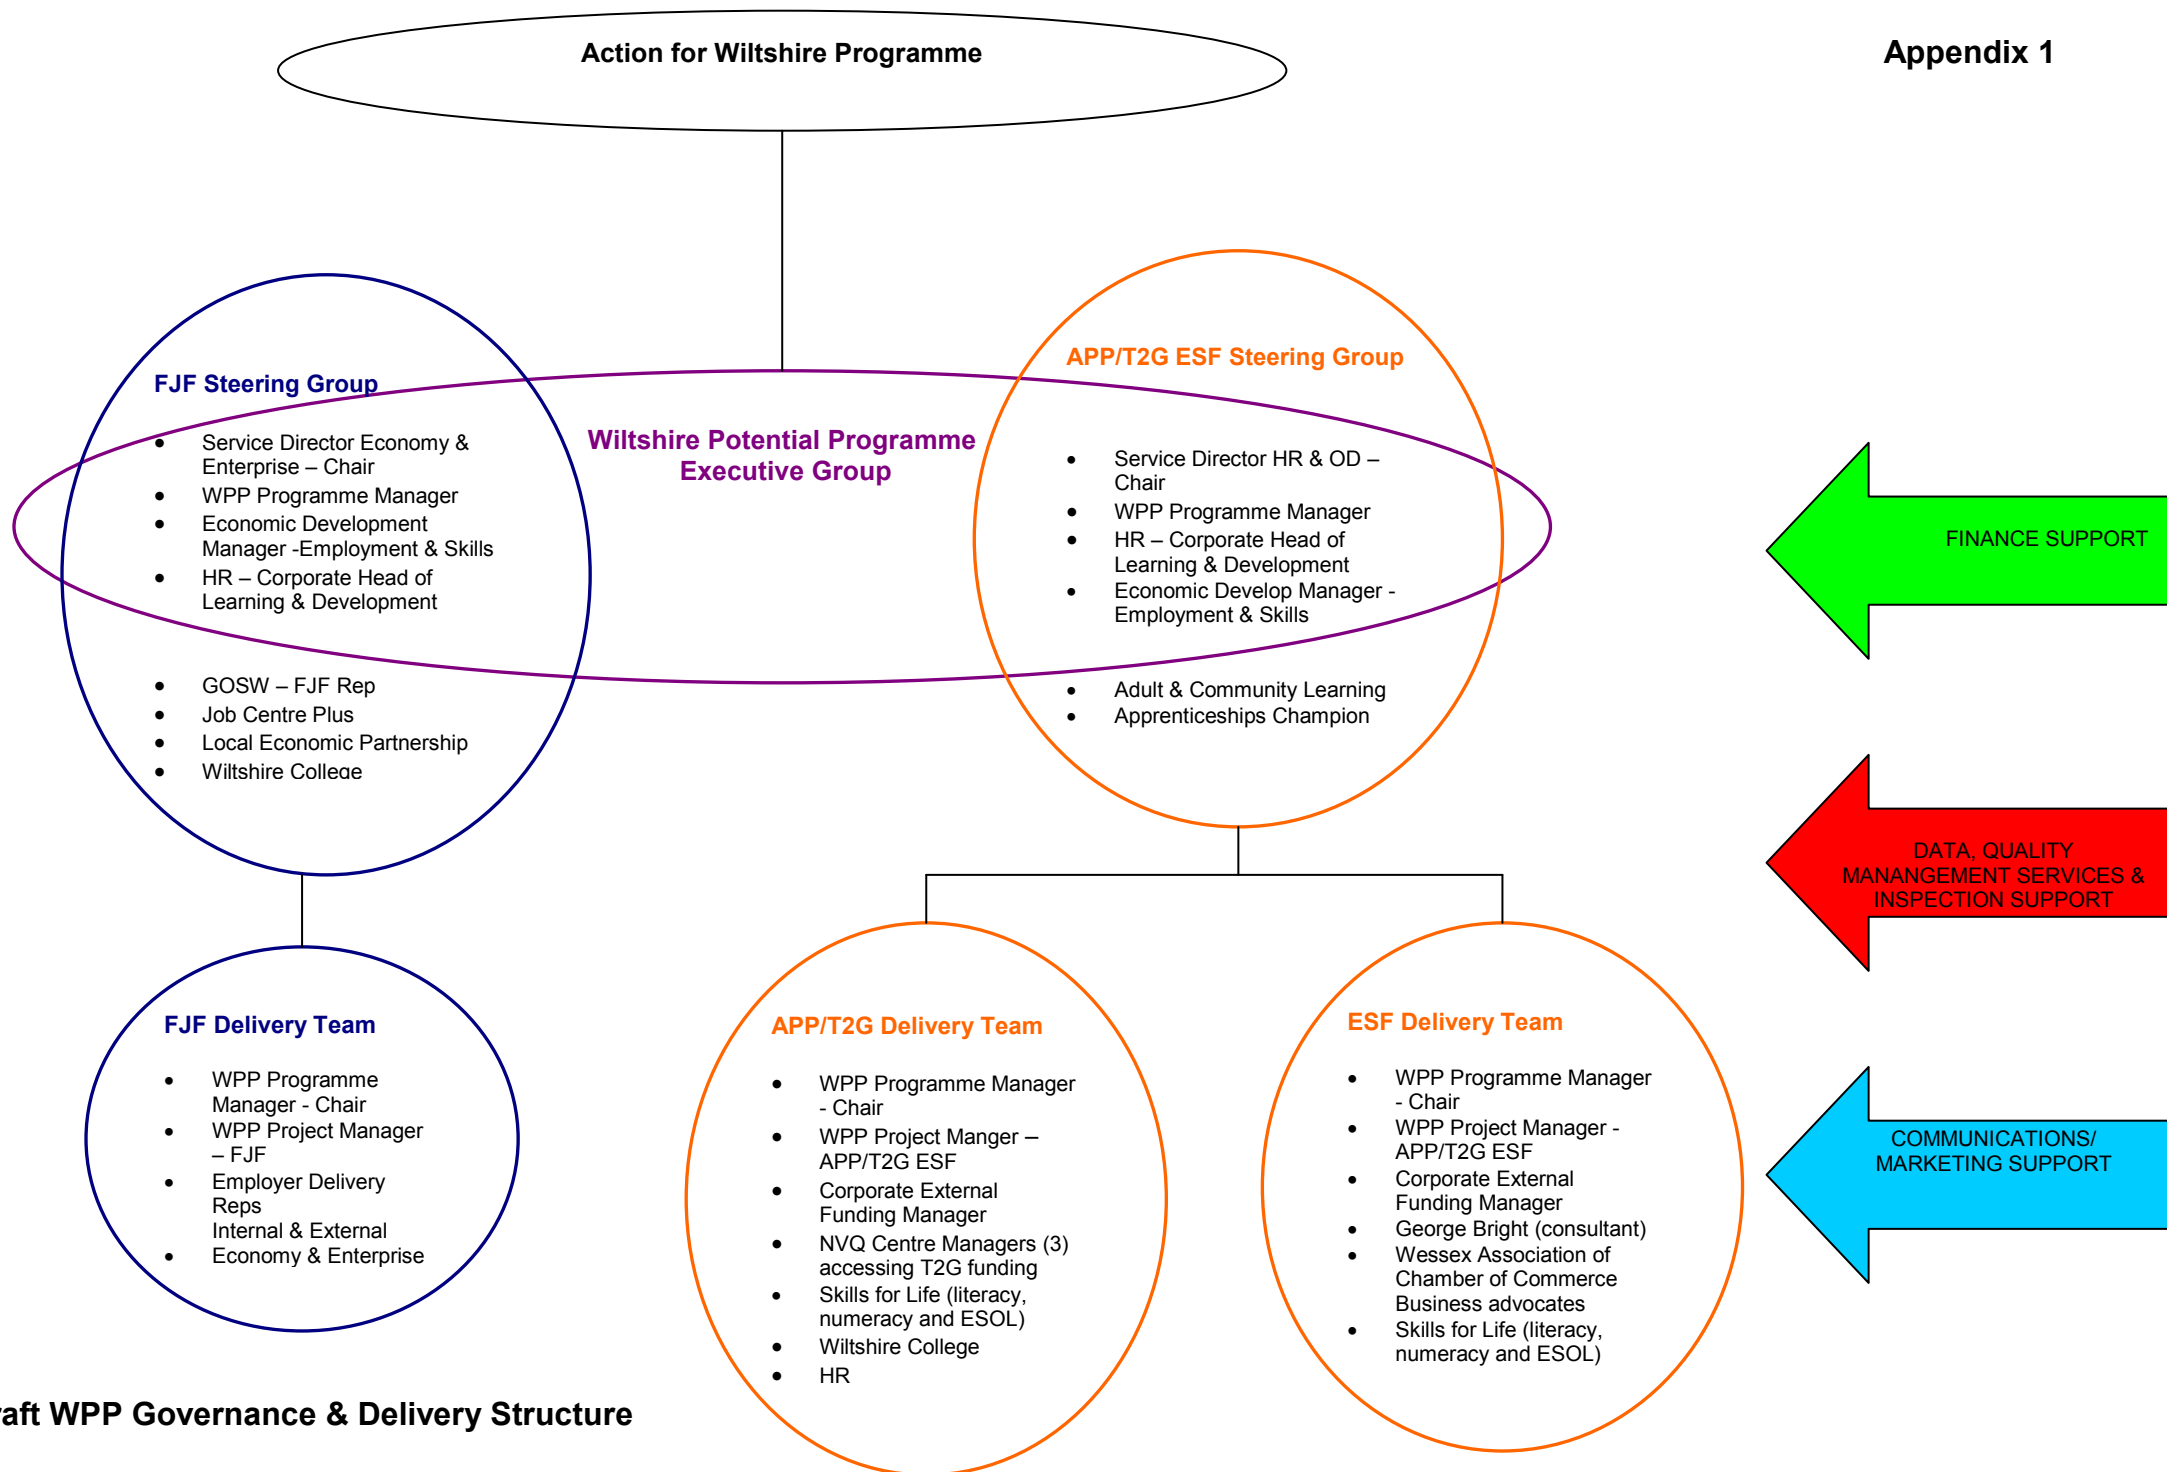 Action for Wiltshire Programme
Appendix 1
FJF Steering Group
• Service Director Economy &
Enterprise – Chair
• WPP Programme Manager
• Economic Development
Manager -Employment & Skills
• HR – Corporate Head of
Learning & Development
• GOSW – FJF Rep
• Job Centre Plus
• Local Economic Partnership
• Wiltshire College
Wiltshire Potential Programme
Executive Group
APP/T2G ESF Steering Group
• Service Director HR & OD –
Chair
• WPP Programme Manager
• HR – Corporate Head of
Learning & Development
• Economic Develop Manager -
Employment & Skills
• Adult & Community Learning
• Apprenticeships Champion
FINANCE SUPPORT
DATA, QUALITY
MANANGEMENT SERVICES &
INSPECTION SUPPORT
COMMUNICATIONS/
MARKETING SUPPORT
FJF Delivery Team
• WPP Programme
Manager - Chair
• WPP Project Manager
– FJF
• Employer Delivery
Reps
Internal & External
• Economy & Enterprise
APP/T2G Delivery Team
• WPP Programme Manager
- Chair
• WPP Project Manger –
APP/T2G ESF
• Corporate External
Funding Manager
• NVQ Centre Managers (3)
accessing T2G funding
• Skills for Life (literacy,
numeracy and ESOL)
• Wiltshire College
• HR
ESF Delivery Team
• WPP Programme Manager
- Chair
• WPP Project Manager -
APP/T2G ESF
• Corporate External
Funding Manager
• George Bright (consultant)
• Wessex Association of
Chamber of Commerce
Business advocates
• Skills for Life (literacy,
numeracy and ESOL)
raft WPP Governance & Delivery Structure